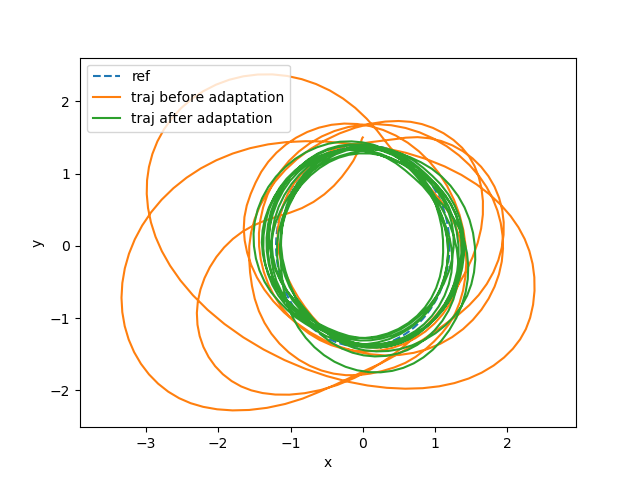 ref
traj before adaptation
traj after adaptation
2
1
0
−1
−2
y
−3
−2
−1
0
1
2
x